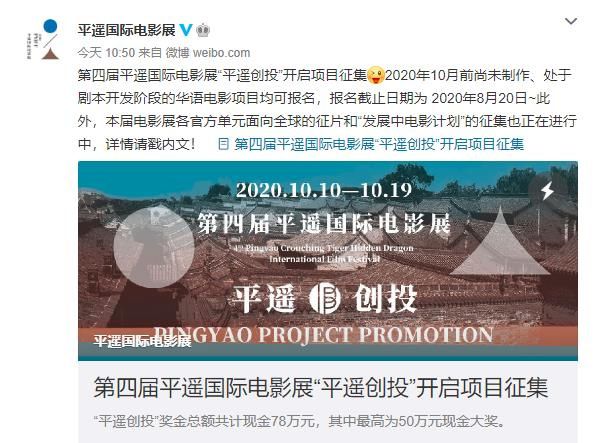 平遥国际电影展
今天 10:50 来自 微博 weibo.com
第四届平遥国际电影展“平遥创投”开启项目征集😜2020年10月前尚未制作、处于
剧本开发阶段的华语电影项目均可报名，报名截止日期为 2020年8月20日~此
外，本届电影展各官方单元面向全球的征片和“发展中电影计划”的征集也正在进行
中，详情请戳内文！ 第四届平遥国际电影展“平遥创投”开启项目征集
2020.10.10—10.19
第四届平遥国际电影展
4th Pingyao Crouching Tiger Hidden Dragon
International Film Festival
平遥 创投
PINGYAO PROJECT PROMOTION
平遥国际电影展
第四届平遥国际电影展“平遥创投”开启项目征集
“平遥创投”奖金总额共计现金78万元，其中最高为50万元现金大奖。